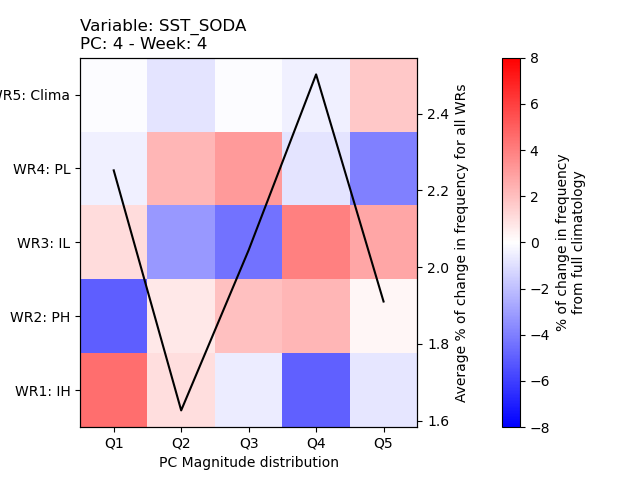 Variable: SST_SODA
PC: 4 - Week: 4
WR5: Clima
WR4: PL
WR3: IL
WR2: PH
WR1: IH
Q1 Q2 Q3 Q4 Q5
PC Magnitude distribution
2.4
2.2
2.0
1.8
1.6
Average % of change in frequency for all WRs
8
6
4
2
0
−2
−4
−6
−8
% of change in frequency
from full climatology